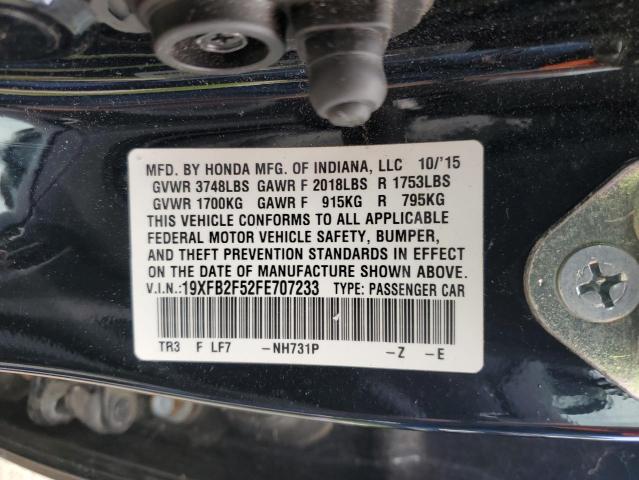 MFD. BY HONDA MFG. OF INDIANA, LLC 10/'15
GVWR 3748LBS GAWR F 2018LBS R 1753LBS
GVWR 1700KG GAWR F 915KG R 795KG
THIS VEHICLE CONFORMS TO ALL APPLICABLE
FEDERAL MOTOR VEHICLE SAFETY, BUMPER,
AND THEFT PREVENTION STANDARDS IN EFFECT
ON THE DATE OF MANUFACTURE SHOWN ABOVE.
V.I.N.:19XFB2F52FE707233 TYPE: PASSENGER CAR
TR3 F LF7 -NH731P -Z -E